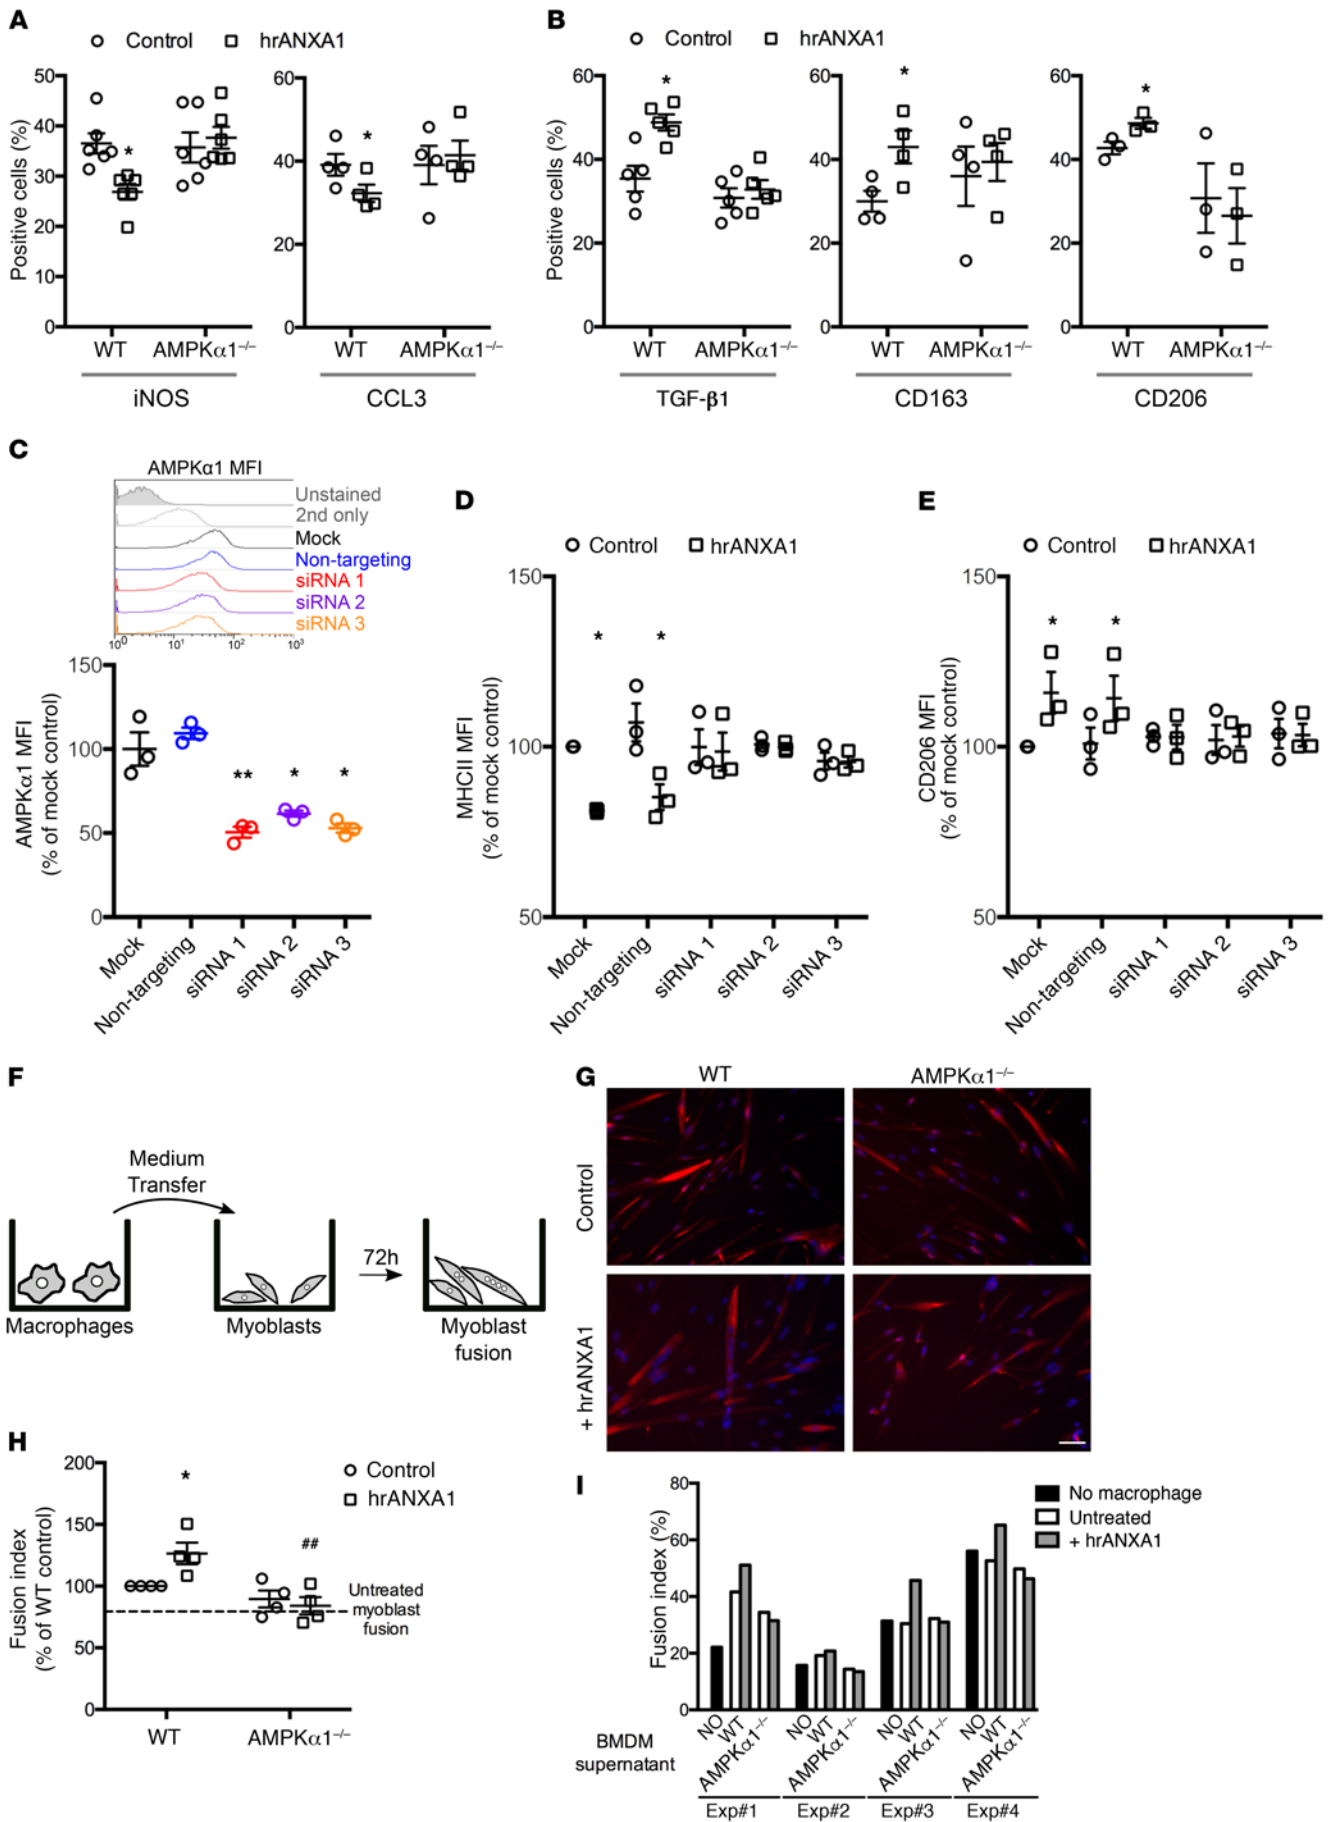 A
Control
hrANXA1
Positive cells (%)
50
40
30
20
10
0
*
WT
AMPKα1⁻/⁻
iNOS
60
40
20
0
*
WT
AMPKα1⁻/⁻
CCL3
B
Control
hrANXA1
Positive cells (%)
60
40
20
0
*
WT
AMPKα1⁻/⁻
TGF-β1
60
40
20
0
*
WT
AMPKα1⁻/⁻
CD163
60
40
20
0
*
WT
AMPKα1⁻/⁻
CD206
C
AMPKα1 MFI
Unstained
2nd only
Mock
Non-targeting
siRNA 1
siRNA 2
siRNA 3
10⁰
10¹
10²
10³
AMPKα1 MFI
(% of mock control)
150
100
50
0
**
*
*
Mock
Non-targeting
siRNA 1
siRNA 2
siRNA 3
D
Control
hrANXA1
MHCII MFI
(% of mock control)
150
100
50
*
*
Mock
Non-targeting
siRNA 1
siRNA 2
siRNA 3
E
Control
hrANXA1
CD206 MFI
(% of mock control)
150
100
50
*
*
Mock
Non-targeting
siRNA 1
siRNA 2
siRNA 3
F
Medium
Transfer
72h
Macrophages
Myoblasts
Myoblast
fusion
G
WT
AMPKα1⁻/⁻
Control
+ hrANXA1
H
Control
hrANXA1
Fusion index
(% of WT control)
200
150
100
50
0
*
##
Untreated
myoblast
fusion
WT
AMPKα1⁻/⁻
I
No macrophage
Untreated
+ hrANXA1
Fusion index (%)
80
60
40
20
0
BMDM
supernatant
NO
WT
AMPKα1⁻/⁻
NO
WT
AMPKα1⁻/⁻
NO
WT
AMPKα1⁻/⁻
NO
WT
AMPKα1⁻/⁻
Exp#1
Exp#2
Exp#3
Exp#4